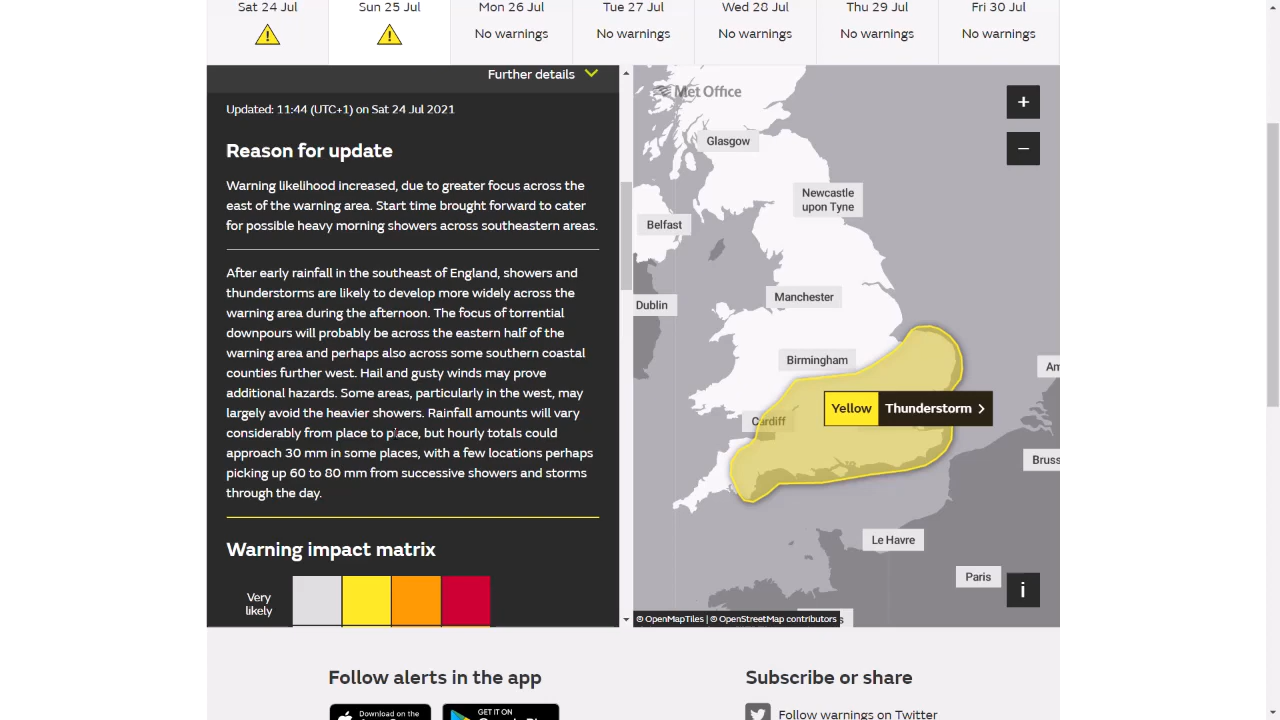 Sat 24 Jul
Sun 25 Jul
Mon 26 Jul
Tue 27 Jul
Wed 28 Jul
Thu 29 Jul
Fri 30 Jul
No warnings
No warnings
No warnings
No warnings
No warnings
Further details
Updated: 11:44 (UTC+1) on Sat 24 Jul 2021
Reason for update
Warning likelihood increased, due to greater focus across the
east of the warning area. Start time brought forward to cater
for possible heavy morning showers across southeastern areas.
After early rainfall in the southeast of England, showers and
thunderstorms are likely to develop more widely across the
warning area during the afternoon. The focus of torrential
downpours will probably be across the eastern half of the
warning area and perhaps also across some southern coastal
counties further west. Hail and gusty winds may prove
additional hazards. Some areas, particularly in the west, may
largely avoid the heavier showers. Rainfall amounts will vary
considerably from place to place, but hourly totals could
approach 30 mm in some places, with a few locations perhaps
picking up 60 to 80 mm from successive showers and storms
through the day.
Warning impact matrix
Very
likely
Met Office
+
−
Glasgow
Newcastle
upon Tyne
Belfast
Manchester
Dublin
Birmingham
Am
Yellow Thunderstorm >
Cardiff
Bruss
Le Havre
Paris
i
© OpenMapTiles | © OpenStreetMap contributors
Follow alerts in the app
Download on the
GET IT ON
Subscribe or share
Follow warnings on Twitter